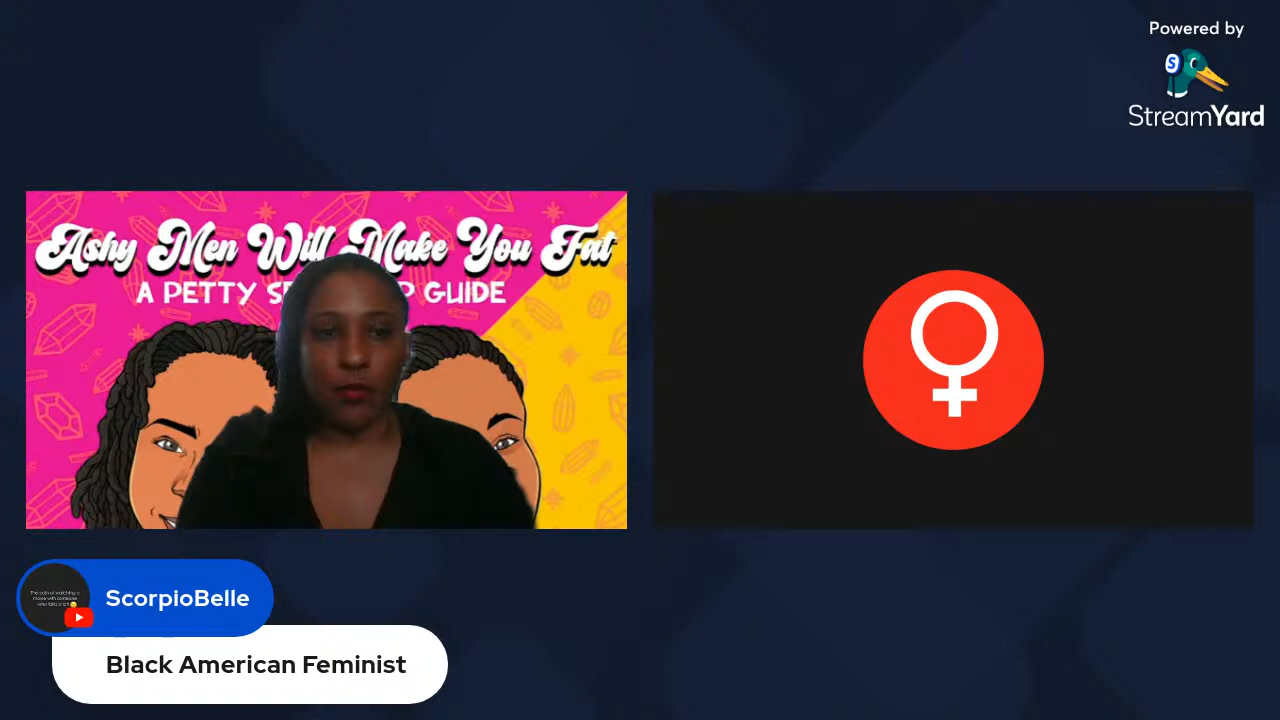 Powered by
StreamYard
Ashy Men Will Make You Fat
A PETTY GUIDE
ScorpioBelle
Black American Feminist